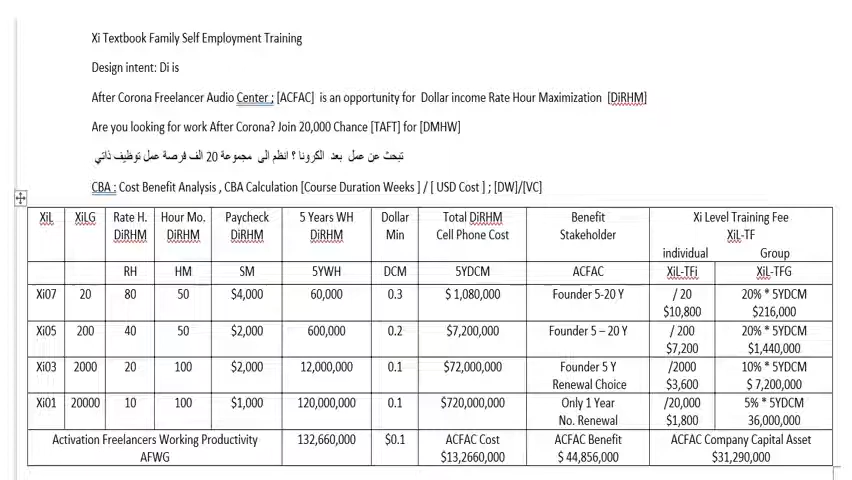 Xi Textbook Family Self Employment Training
Design intent: Di is
After Corona Freelancer Audio Center ; [ACFAC] is an opportunity for Dollar income Rate Hour Maximization [DiRHM]
Are you looking for work After Corona? Join 20,000 Chance [TAFT] for [DMHW]
تبحث عن عمل بعد الكرونا ؟ انظم الى مجموعة 20 الف فرصة عمل توظيف ذاتي
CBA : Cost Benefit Analysis , CBA Calculation [Course Duration Weeks ] / [ USD Cost ] ; [DW]/[VC]
XiL XiLG Rate H. Hour Mo. Paycheck 5 Years WH Dollar Total DiRHM Benefit Xi Level Training Fee
DiRHM DiRHM DiRHM DiRHM Min Cell Phone Cost Stakeholder XiL-TF
individual Group
RH HM SM 5YWH DCM 5YDCM ACFAC XiL-TFi XiL-TFG
Xi07 20 80 50 $4,000 60,000 0.3 $ 1,080,000 Founder 5-20 Y / 20 20% * 5YDCM
$10,800 $216,000
Xi05 200 40 50 $2,000 600,000 0.2 $7,200,000 Founder 5 – 20 Y / 200 20% * 5YDCM
$7,200 $1,440,000
Xi03 2000 20 100 $2,000 12,000,000 0.1 $72,000,000 Founder 5 Y /2000 10% * 5YDCM
Renewal Choice $3,600 $ 7,200,000
Xi01 20000 10 100 $1,000 120,000,000 0.1 $720,000,000 Only 1 Year /20,000 5% * 5YDCM
No. Renewal $1,800 36,000,000
Activation Freelancers Working Productivity 132,660,000 $0.1 ACFAC Cost ACFAC Benefit ACFAC Company Capital Asset
AFWG $13,2660,000 $ 44,856,000 $31,290,000